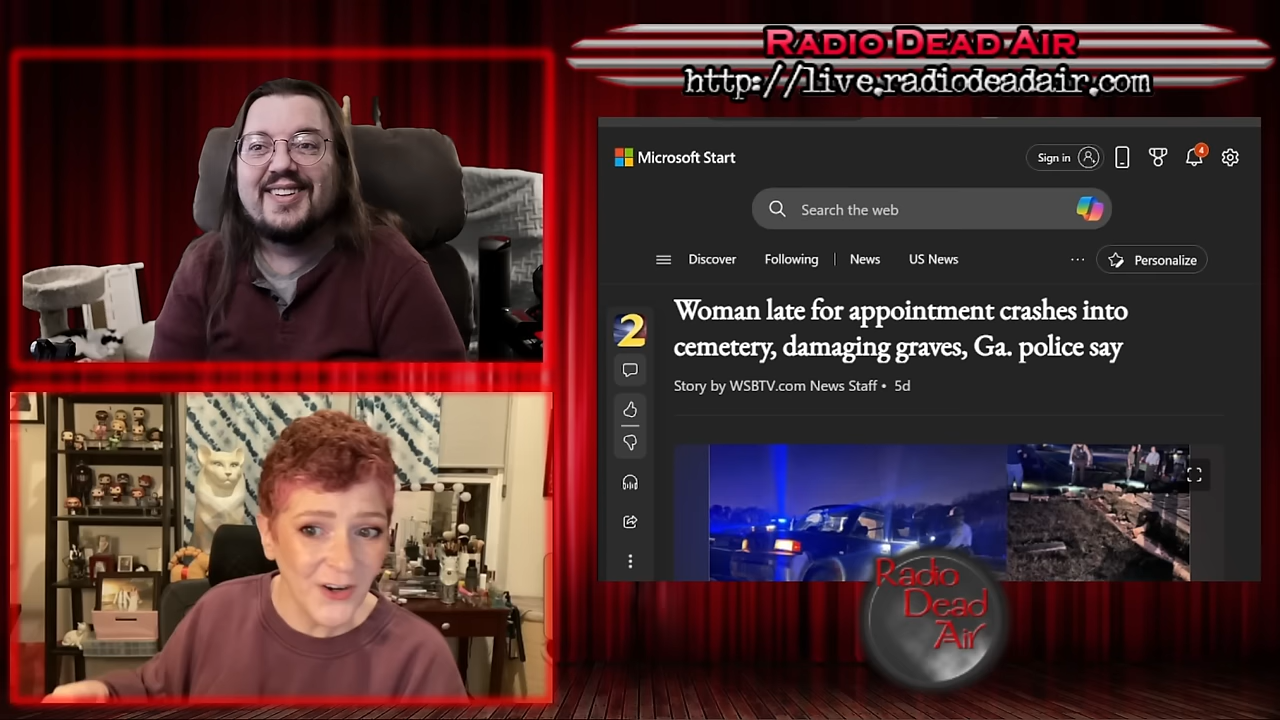 Radio Dead Air
http://live.radiodeadair.com
Microsoft Start
Sign in
4
Search the web
Discover
Following
News
US News
...
Personalize
2
Woman late for appointment crashes into
cemetery, damaging graves, Ga. police say
Story by WSBTV.com News Staff • 5d
Radio
Dead
Air